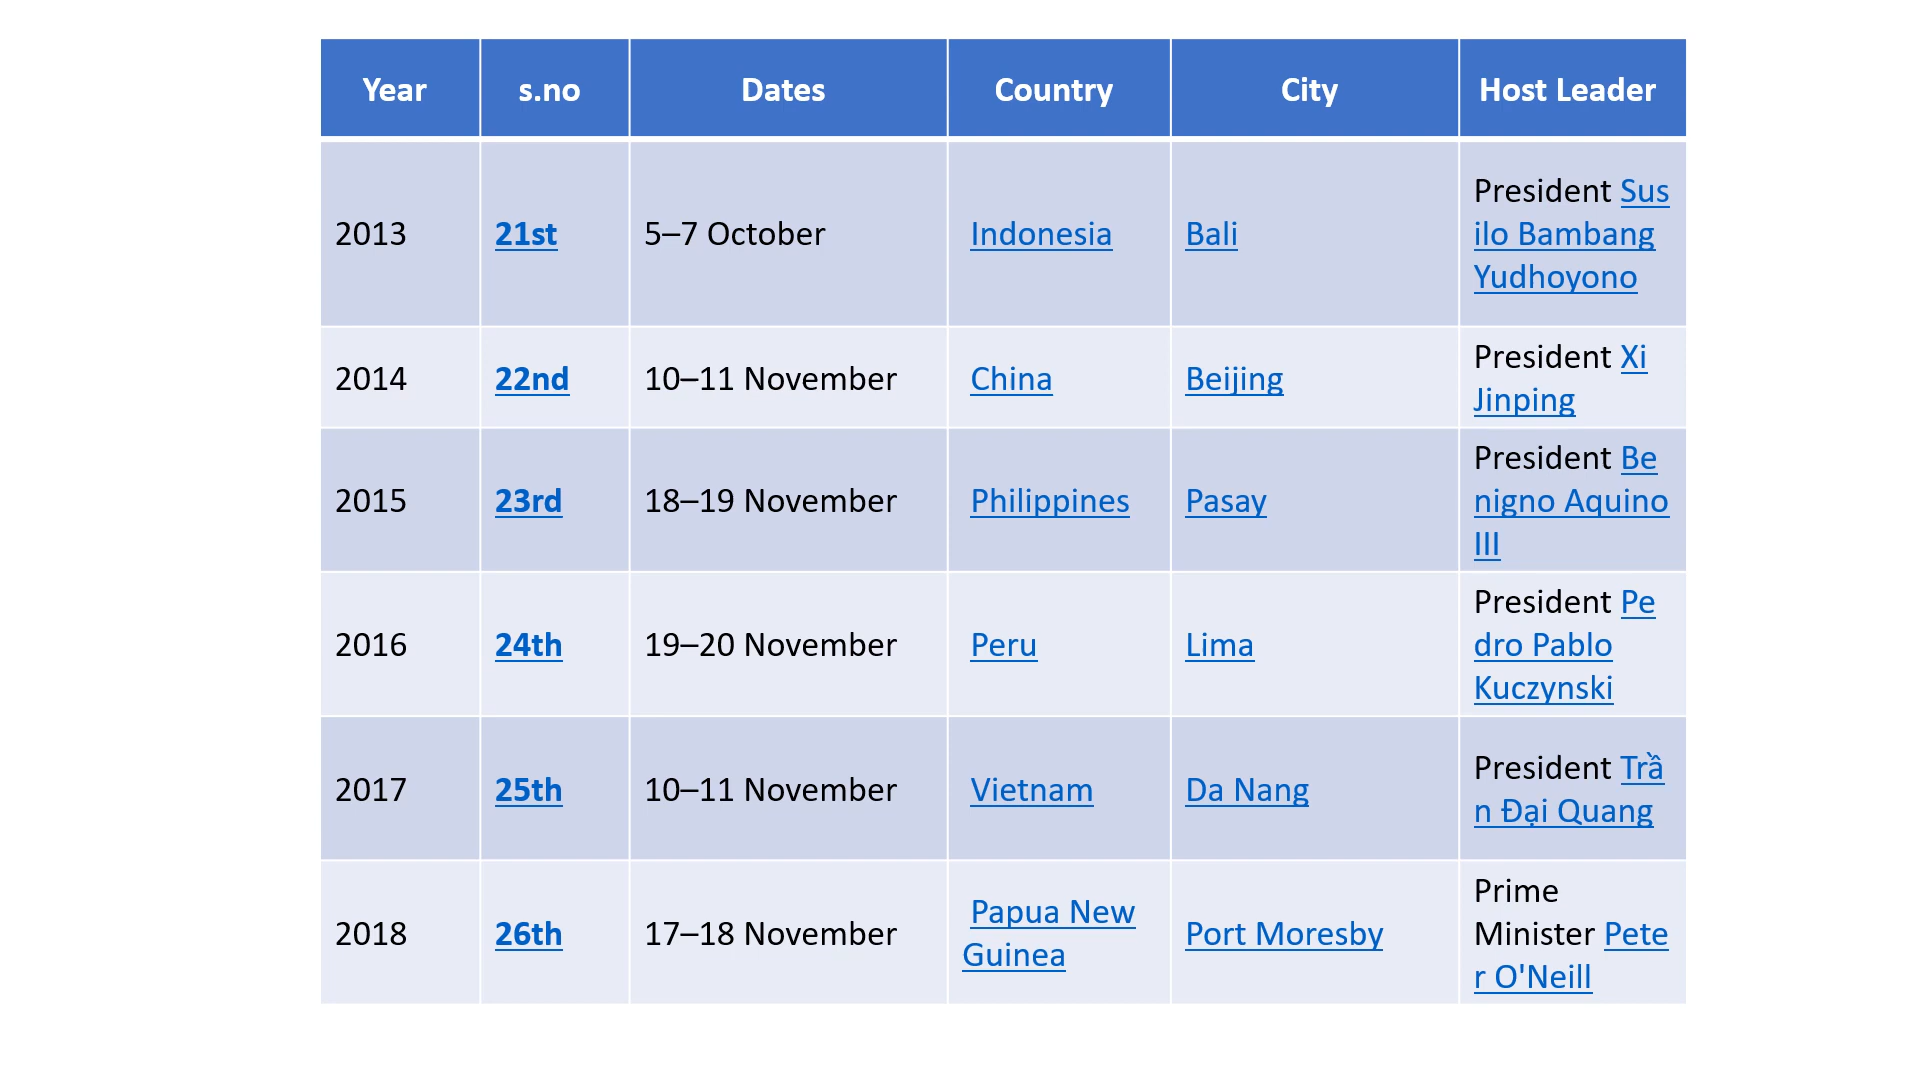 Year s.no Dates Country City Host Leader
2013 21st 5–7 October Indonesia Bali President Sus
ilo Bambang
Yudhoyono
2014 22nd 10–11 November China Beijing President Xi
Jinping
2015 23rd 18–19 November Philippines Pasay President Be
nigno Aquino
III
2016 24th 19–20 November Peru Lima President Pe
dro Pablo
Kuczynski
2017 25th 10–11 November Vietnam Da Nang President Trầ
n Đại Quang
2018 26th 17–18 November Papua New
Guinea Port Moresby Prime
Minister Pete
r O'Neill